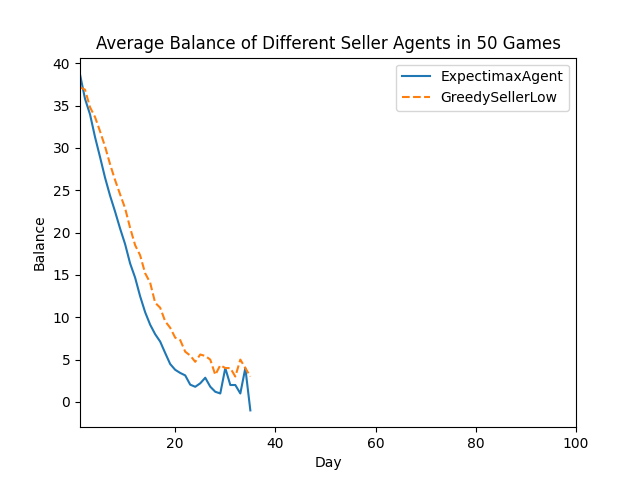 Average Balance of Different Seller Agents in 50 Games
ExpectimaxAgent
GreedySellerLow
40
35
30
25
20
15
10
5
0
Balance
20 40 60 80 100
Day